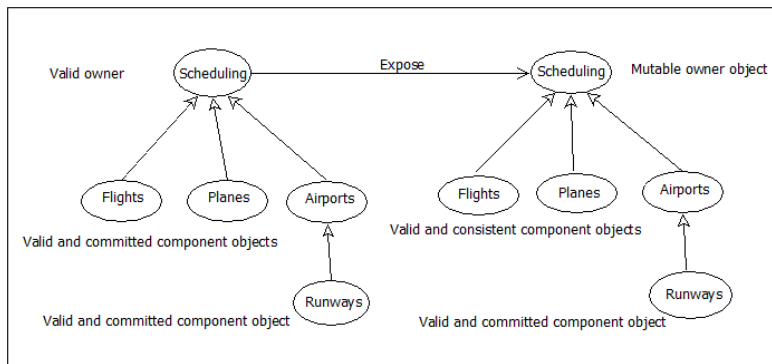 Valid owner
Scheduling
Expose
Scheduling
Mutable owner object
Flights
Planes
Airports
Flights
Planes
Airports
Valid and committed component objects
Valid and consistent component objects
Runways
Runways
Valid and committed component object
Valid and committed component object